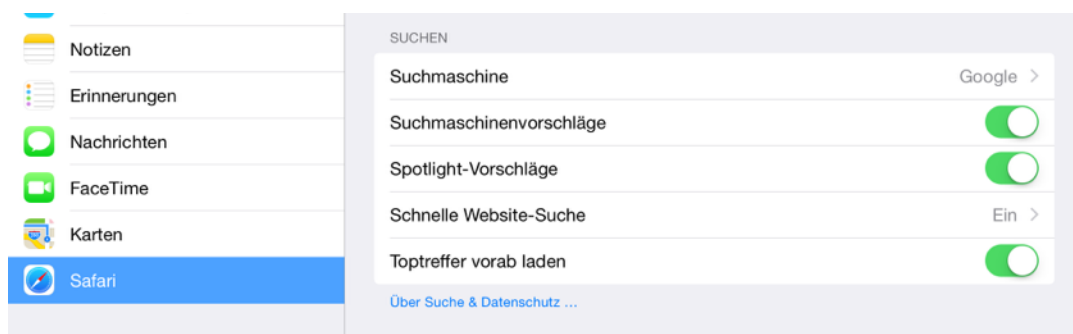 Notizen
Erinnerungen
Nachrichten
FaceTime
Karten
Safari
SUCHEN
Suchmaschine Google
Suchmaschinenvorschläge
Spotlight-Vorschläge
Schnelle Website-Suche Ein
Toptreffer vorab laden
Über Suche & Datenschutz ...